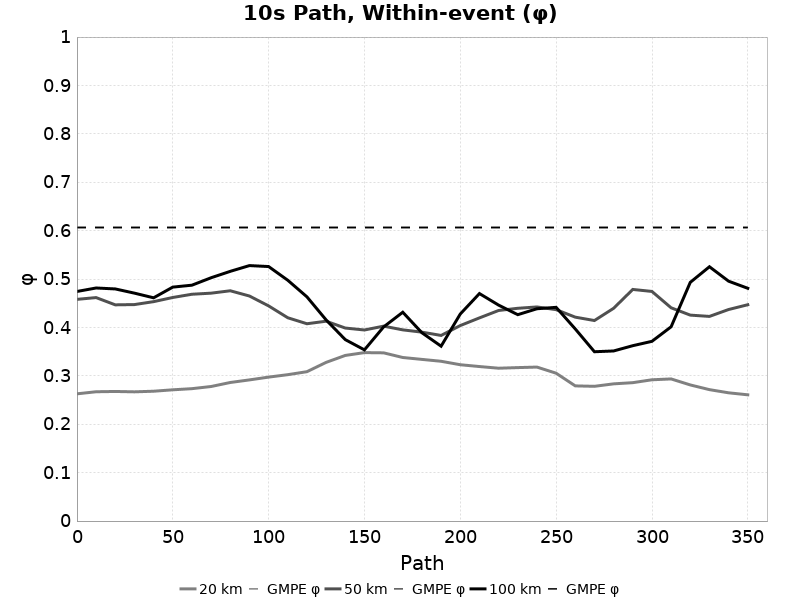 10s Path, Within-event (φ)
1
0.9
0.8
0.7
0.6
0.5
0.4
0.3
0.2
0.1
0
φ
0 50 100 150 200 250 300 350
Path
20 km GMPE φ 50 km GMPE φ 100 km GMPE φ